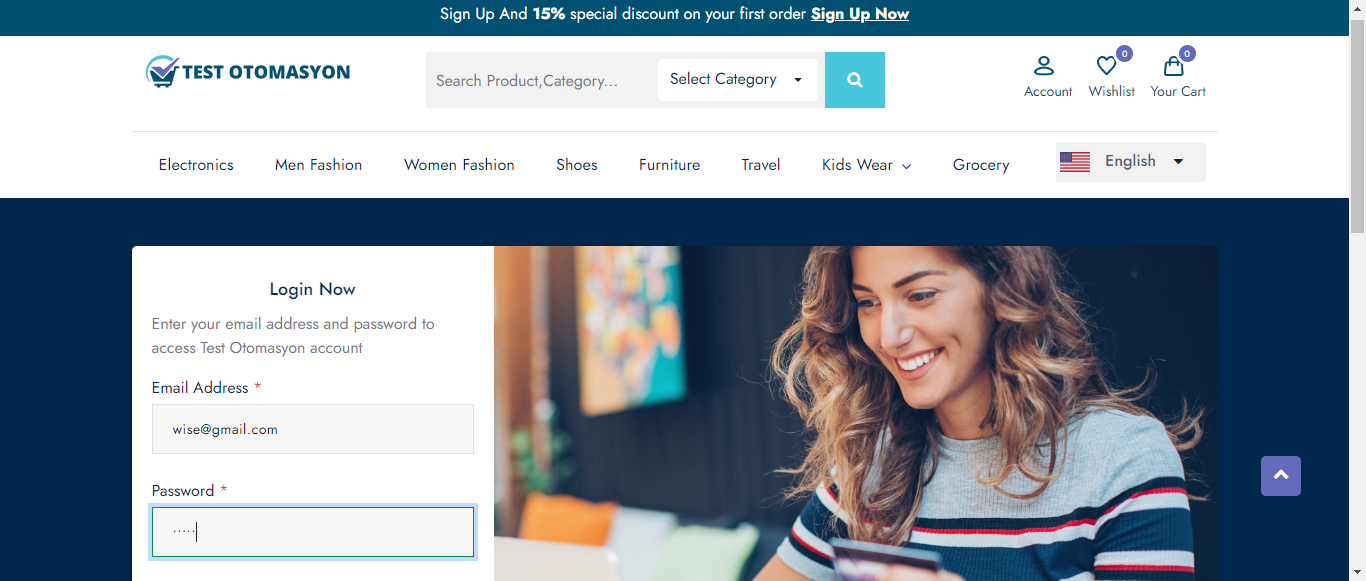 Sign Up And 15% special discount on your first order Sign Up Now
TEST OTOMASYON
Search Product,Category...
Select Category
0
0
Account
Wishlist
Your Cart
Electronics
Men Fashion
Women Fashion
Shoes
Furniture
Travel
Kids Wear
Grocery
English
Login Now
Enter your email address and password to
access Test Otomasyon account
Email Address *
wise@gmail.com
Password *
·····